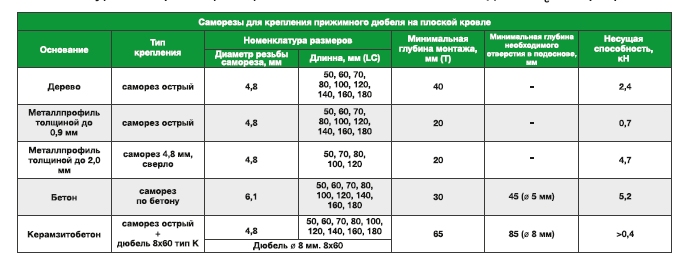 Саморезы для крепления прижимного дюбеля на плоской кровле
Основание
Тип
крепления
Номенклатура размеров
Диаметр резьбы
самореза, мм
Длинна, мм (LC)
Минимальная
глубина монтажа,
мм (T)
Минимальная глубина
необходимого
отверстия в подоснове,
мм
Несущая
способность,
кН
Дерево
саморез острый
4,8
50, 60, 70,
80, 100, 120,
140, 160, 180
40
–
2,4
Металлпрофиль
толщиной до
0,9 мм
саморез острый
4,8
50, 60, 70,
80, 100, 120,
140, 160, 180
20
–
0,7
Металлпрофиль
толщиной до 2,0
мм
саморез 4,8 мм,
сверло
4,8
50, 70, 80,
100, 120
20
–
4,7
Бетон
саморез
по бетону
6,1
50, 60, 70, 80,
100, 120, 140,
160, 180
30
45 (ø 5 мм)
5,2
Керамзитобетон
саморез острый
+
дюбель 8x60 тип K
4,8
50, 60, 70, 80, 100,
120, 140, 160, 180
Дюбель ø 8 мм. 8x60
65
85 (ø 8 мм)
>0,4